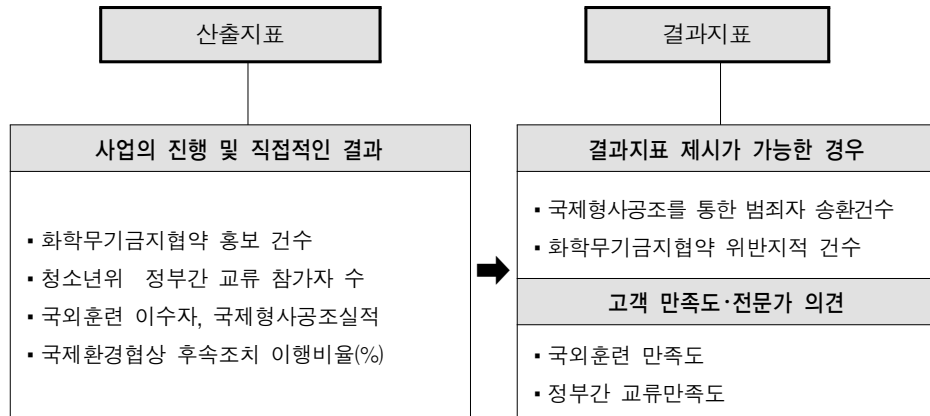 산출지표
사업의 진행 및 직접적인 결과
▪ 화학무기금지협약 홍보 건수
▪ 청소년위 정부간 교류 참가자 수
▪ 국외훈련 이수자, 국제형사공조실적
▪ 국제환경협상 후속조치 이행비율(%)
결과지표
결과지표 제시가 가능한 경우
▪ 국제형사공조를 통한 범죄자 송환건수
▪ 화학무기금지협약 위반지적 건수
고객 만족도·전문가 의견
▪ 국외훈련 만족도
▪ 정부간 교류만족도